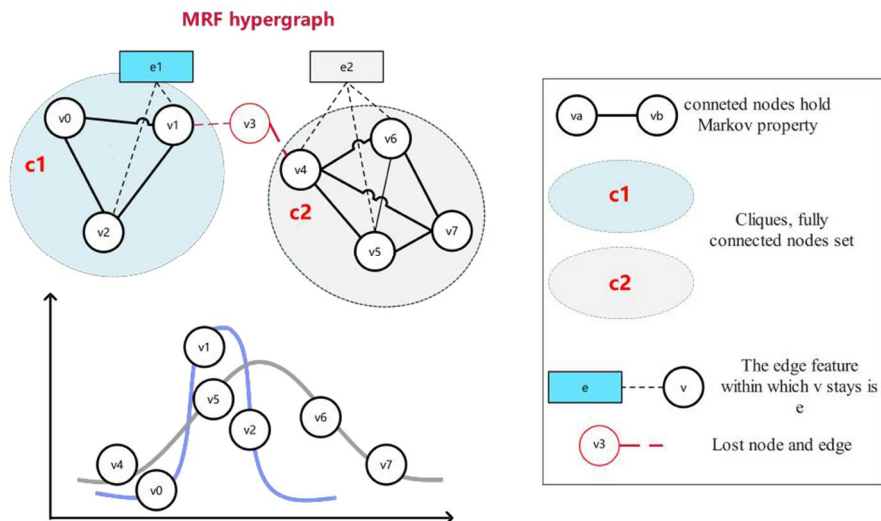 MRF hypergraph
e1
e2
v0
v1
v3
v6
c1
v4
c2
v2
v5
v7
v1
v5
v6
v2
v4
v7
v0
va
vb
conneted nodes hold
Markov property
c1
Cliques, fully
connected nodes set
c2
The edge feature
within which v stays is
e
e
v
v3
Lost node and edge